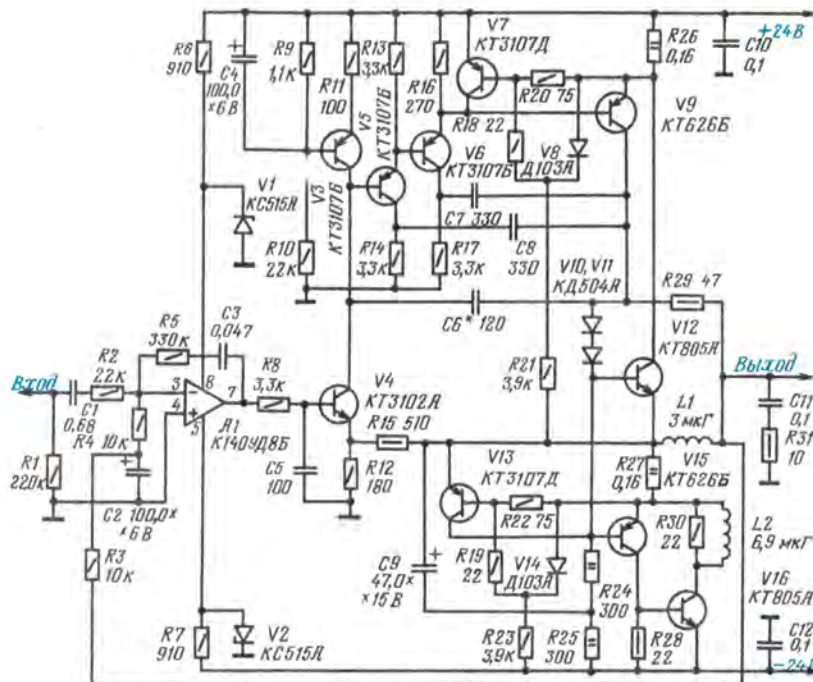 V7
КТ3107Д
R26
0,16
+24В
C10
0,1
R6
910
C4
100,0
×6В
R9
1,1к
R11
100
R13
3,3к
V5
КТ3107Б
R16
270
R20 75
R18 22
V9
КТ626Б
V6
КТ3107Б
V8
Д103А
V1
КС515А
V3
КТ3107Б
R10
22к
R14
3,3к
R17
3,3к
C7 330
C8
330
V10, V11
КД504А
R29 47
C6* 120
V12
КТ805А
Выход
R5
330к
C3
0,047
R2
22к
Вход
C1
0,68
R4
10к
3
4
5
6
7
А1
К140УД8Б
R8
3,3к
V4
КТ3102А
R21
3,9к
L1
3 мкГ
C11
0,1
R31
10
R1
220к
C2 100,0×
×6В
C5
100
R15 510
R12
180
V13
КТ3107Д
R27
0,16
V15
КТ626Б
R3
10к
R22 75
R19
22
V14
Д103А
R30
22
L2
6,9 мкГ
C9
47,0×
×15В
R24
300
V16
КТ805А
R7
910
V2
КС515А
R23
3,9к
R25
300
R28
22
C12
0,1
-24В